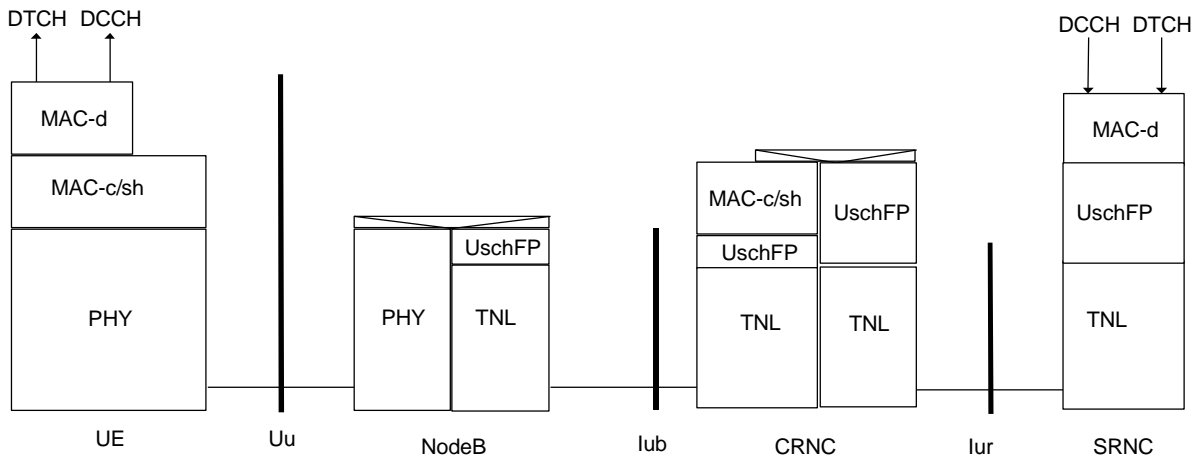 DTCH DCCH
DCCH DTCH
MAC-d
MAC-d
MAC-c/sh
MAC-c/sh
UschFP
UschFP
UschFP
UschFP
PHY
PHY
TNL
TNL
TNL
TNL
UE
Uu
NodeB
Iub
CRNC
Iur
SRNC